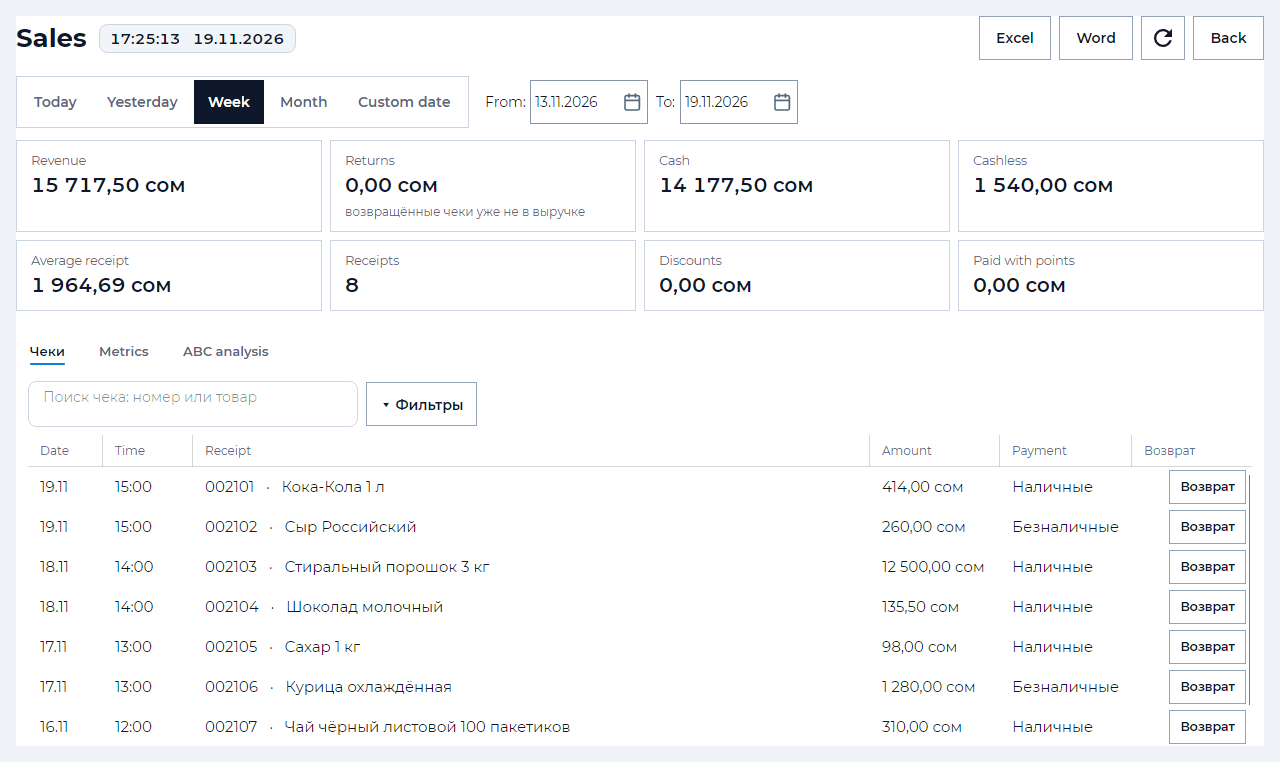 Sales 17:25:13 19.11.2026 Excel Word Back
Today Yesterday Week Month Custom date From: 13.11.2026 To: 19.11.2026
Revenue Returns Cash Cashless
15 717,50 сом 0,00 сом 14 177,50 сом 1 540,00 сом
возвращённые чеки уже не в выручке
Average receipt Receipts Discounts Paid with points
1 964,69 сом 8 0,00 сом 0,00 сом
Чеки Metrics ABC analysis
Поиск чека: номер или товар Фильтры
Date Time Receipt Amount Payment Возврат
19.11 15:00 002101 · Кока-Кола 1 л 414,00 сом Наличные Возврат
19.11 15:00 002102 · Сыр Российский 260,00 сом Безналичные Возврат
18.11 14:00 002103 · Стиральный порошок 3 кг 12 500,00 сом Наличные Возврат
18.11 14:00 002104 · Шоколад молочный 135,50 сом Наличные Возврат
17.11 13:00 002105 · Сахар 1 кг 98,00 сом Наличные Возврат
17.11 13:00 002106 · Курица охлаждённая 1 280,00 сом Безналичные Возврат
16.11 12:00 002107 · Чай чёрный листовой 100 пакетиков 310,00 сом Наличные Возврат